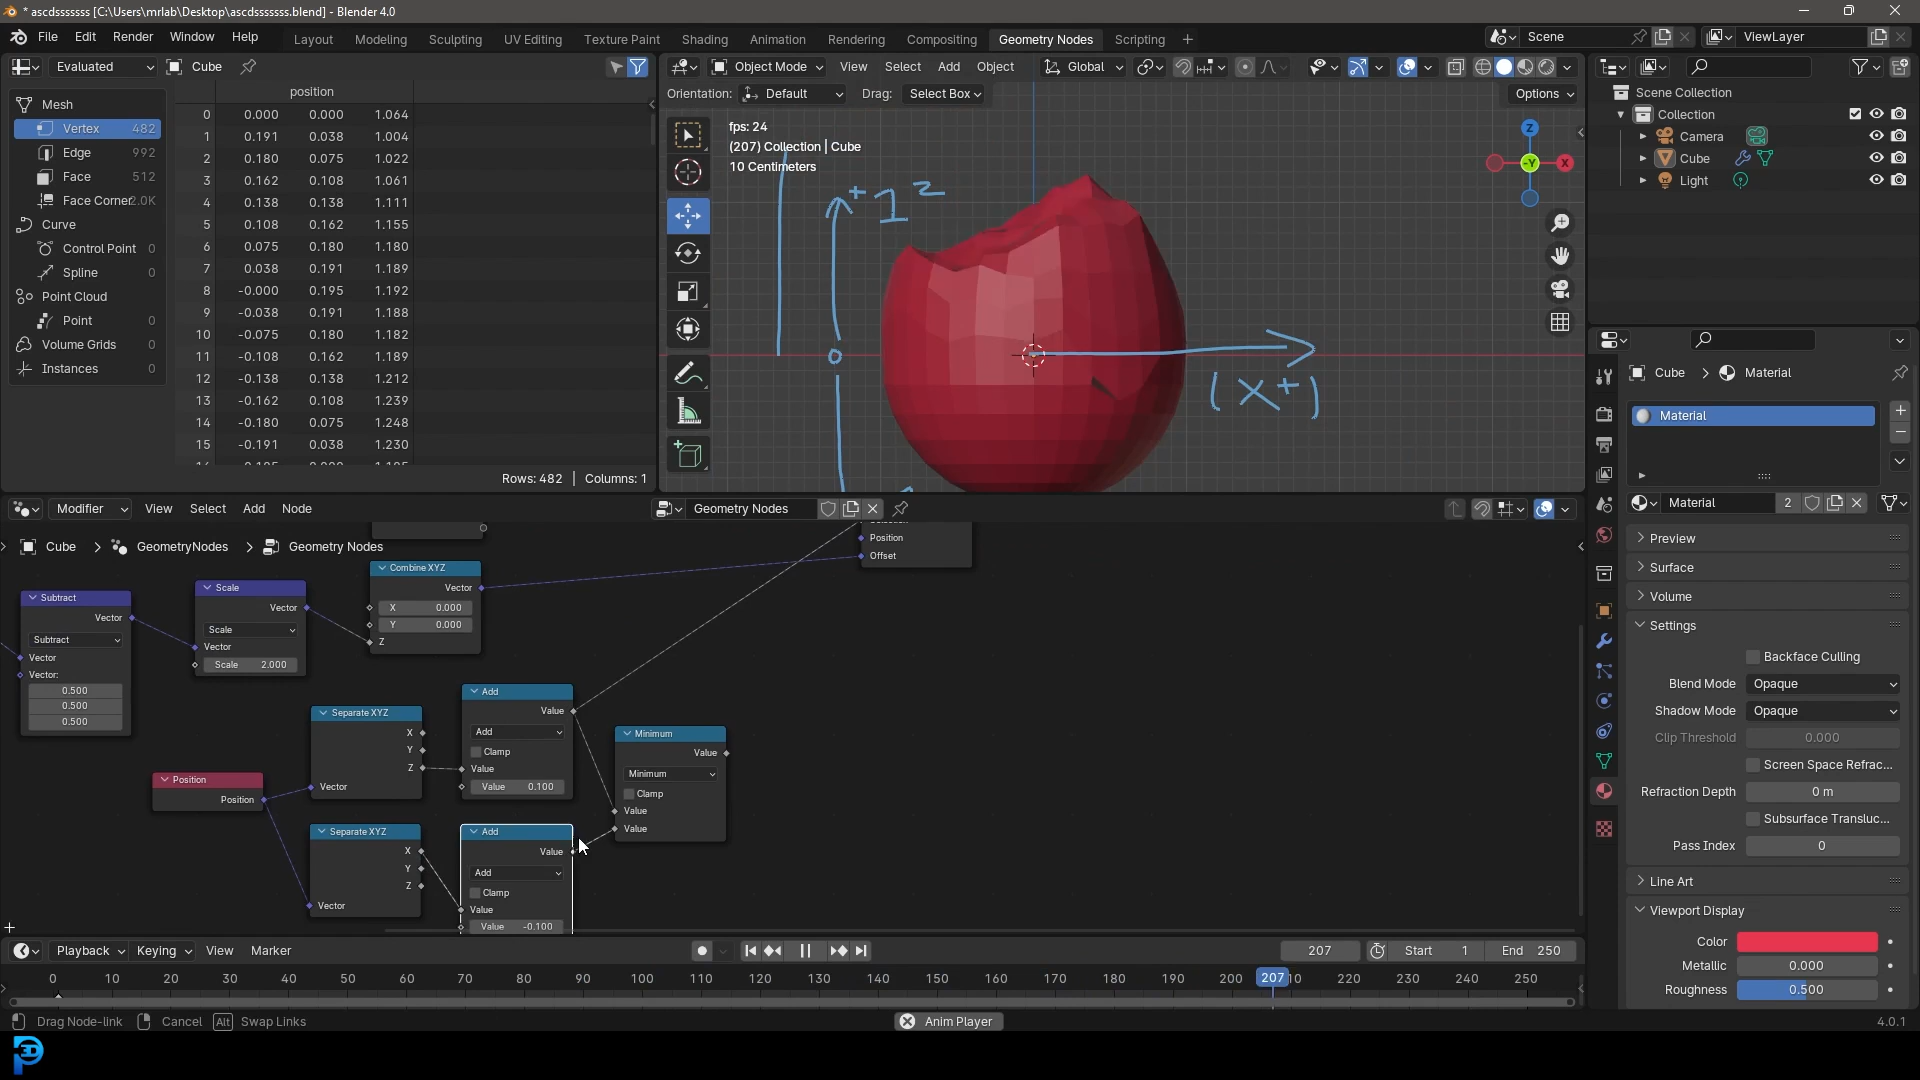 * ascdsssssss [C:\Users\mrlab\Desktop\ascdsssssss.blend] - Blender 4.0
File Edit Render Window Help Layout Modeling Sculpting UV Editing Texture Paint Shading Animation Rendering Compositing Geometry Nodes Scripting + Scene ViewLayer
Evaluated Cube
Object Mode View Select Add Object Global
Orientation: Default Drag: Select Box Options
position
Mesh
Vertex 482
Edge 992
Face 512
Face Corner 2.0K
Curve
Control Point 0
Spline 0
Point Cloud
Point 0
Volume Grids 0
Instances 0
0 0.000 0.000 1.064
1 0.191 0.038 1.004
2 0.180 0.075 1.022
3 0.162 0.108 1.061
4 0.138 0.138 1.111
5 0.108 0.162 1.155
6 0.075 0.180 1.180
7 0.038 0.191 1.189
8 -0.000 0.195 1.192
9 -0.038 0.191 1.188
10 -0.075 0.180 1.182
11 -0.108 0.162 1.189
12 -0.138 0.138 1.212
13 -0.162 0.108 1.239
14 -0.180 0.075 1.248
15 -0.191 0.038 1.230
Rows: 482 | Columns: 1
fps: 24
(207) Collection | Cube
10 Centimeters
+1 z
0
(X+)
Z
-Y
X
Scene Collection
Collection
Camera
Cube
Light
Cube > Material
Material
Material 2
Preview
Surface
Volume
Settings
Backface Culling
Blend Mode Opaque
Shadow Mode Opaque
Clip Threshold 0.000
Screen Space Refrac...
Refraction Depth 0 m
Subsurface Transluc...
Pass Index 0
Line Art
Viewport Display
Color
Metallic 0.000
Roughness 0.500
Modifier View Select Add Node Geometry Nodes
Cube > GeometryNodes > Geometry Nodes
Position
Offset
Subtract
Vector
Subtract
Vector
Vector:
0.500
0.500
0.500
Scale
Vector
Scale
Vector
Scale 2.000
Combine XYZ
Vector
X 0.000
Y 0.000
Z
Position
Position
Separate XYZ
X
Y
Z
Vector
Add
Value
Add
Clamp
Value
Value 0.100
Minimum
Value
Minimum
Clamp
Value
Value
Separate XYZ
X
Y
Z
Vector
Add
Value
Add
Clamp
Value
Value -0.100
Playback Keying View Marker 207 Start 1 End 250
0 10 20 30 40 50 60 70 80 90 100 110 120 130 140 150 160 170 180 190 200 207 10 220 230 240 250
Drag Node-link Cancel Alt Swap Links Anim Player 4.0.1